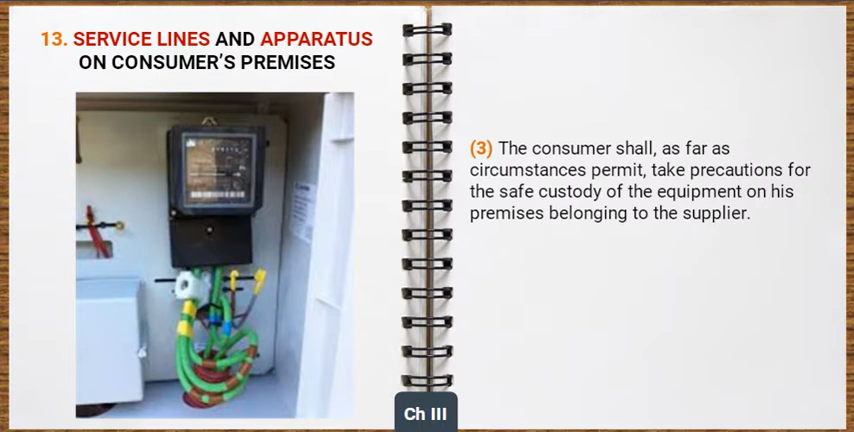 13. SERVICE LINES AND APPARATUS
ON CONSUMER'S PREMISES
(3) The consumer shall, as far as
circumstances permit, take precautions for
the safe custody of the equipment on his
premises belonging to the supplier.
Ch III